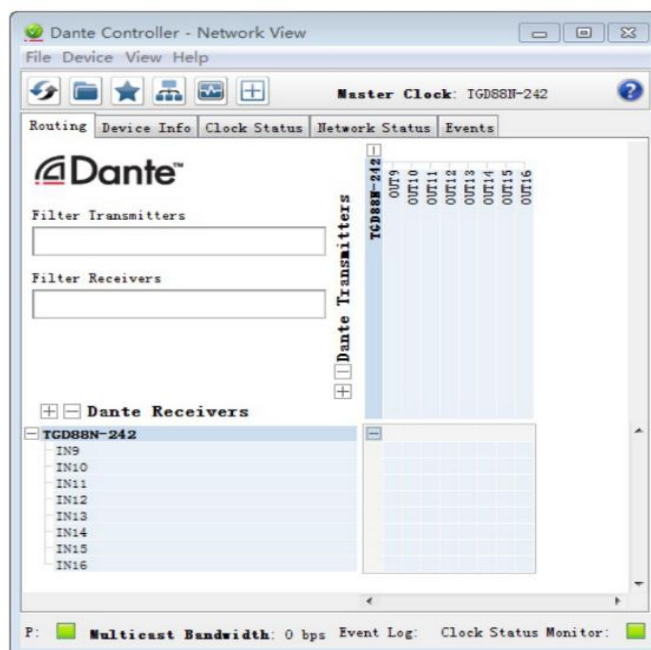 Dante Controller - Network View
File Device View Help
Master Clock: TGD88N-242
?
Routing Device Info Clock Status Network Status Events
Dante™
Filter Transmitters
Filter Receivers
Dante Transmitters
TGD88N-242
OUT9
OUT10
OUT11
OUT12
OUT13
OUT14
OUT15
OUT16
Dante Receivers
TGD88N-242
IN9
IN10
IN11
IN12
IN13
IN14
IN15
IN16
P: Multicast Bandwidth: 0 bps Event Log: Clock Status Monitor: